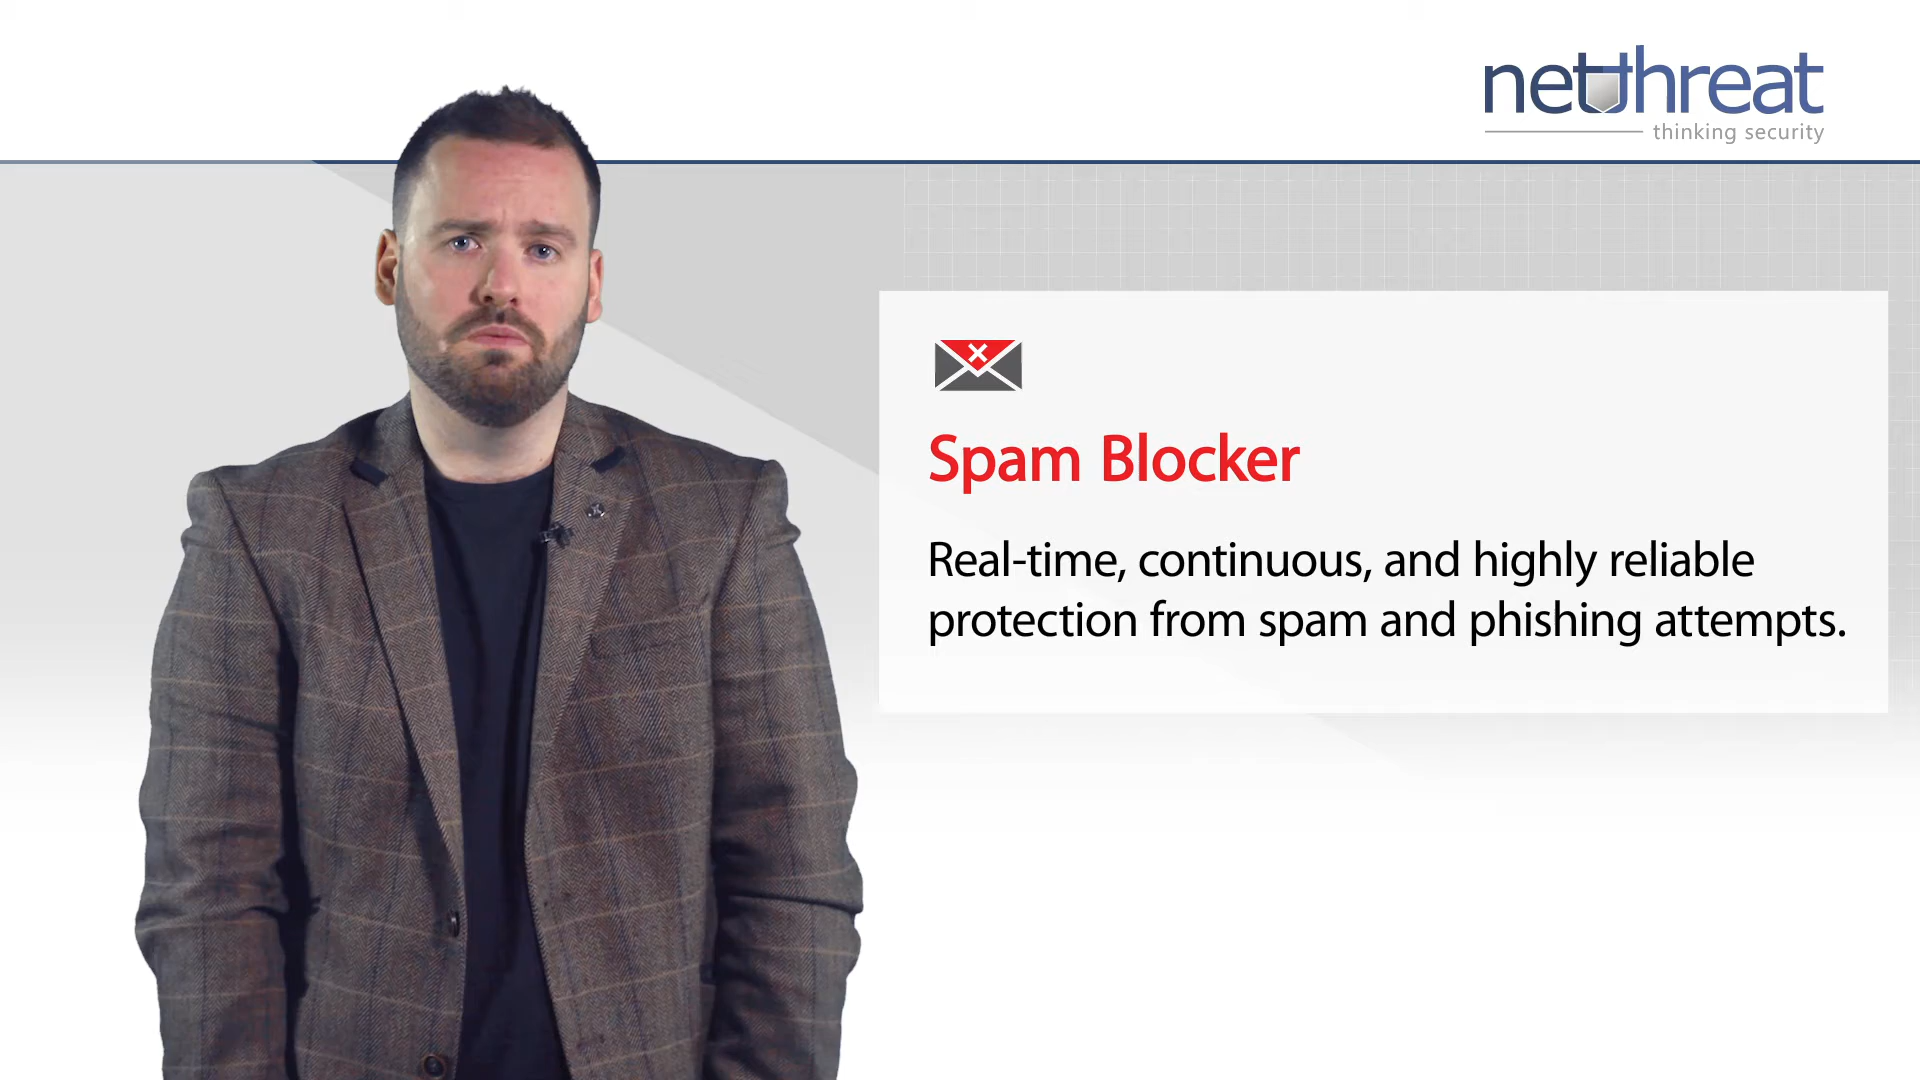 netthreat
thinking security
Spam Blocker
Real-time, continuous, and highly reliable
protection from spam and phishing attempts.